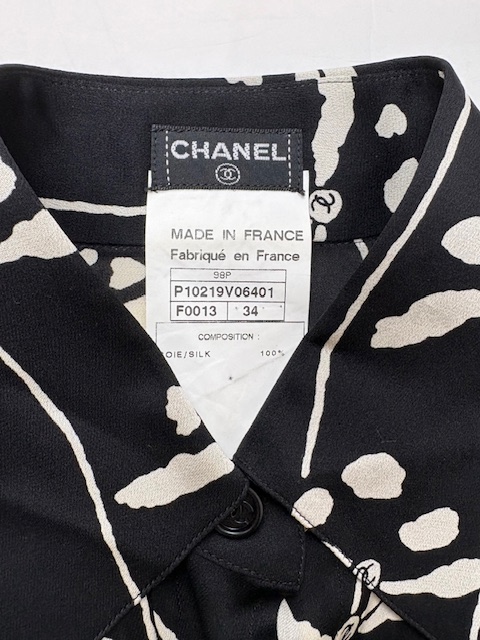 CHANEL
MADE IN FRANCE
Fabriqué en France
98P
P10219V06401
F0013 34
COMPOSITION :
OIE/SILK 100%